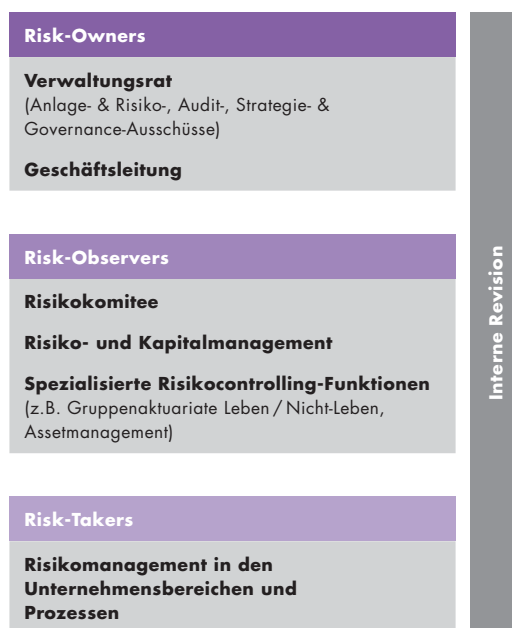 Risk-Owners
Verwaltungsrat
(Anlage- & Risiko-, Audit-, Strategie- &
Governance-Ausschüsse)
Geschäftsleitung
Risk-Observers
Risikokomitee
Risiko- und Kapitalmanagement
Spezialisierte Risikocontrolling-Funktionen
(z.B. Gruppenaktuariate Leben / Nicht-Leben,
Assetmanagement)
Risk-Takers
Risikomanagement in den
Unternehmensbereichen und
Prozessen
Interne Revision